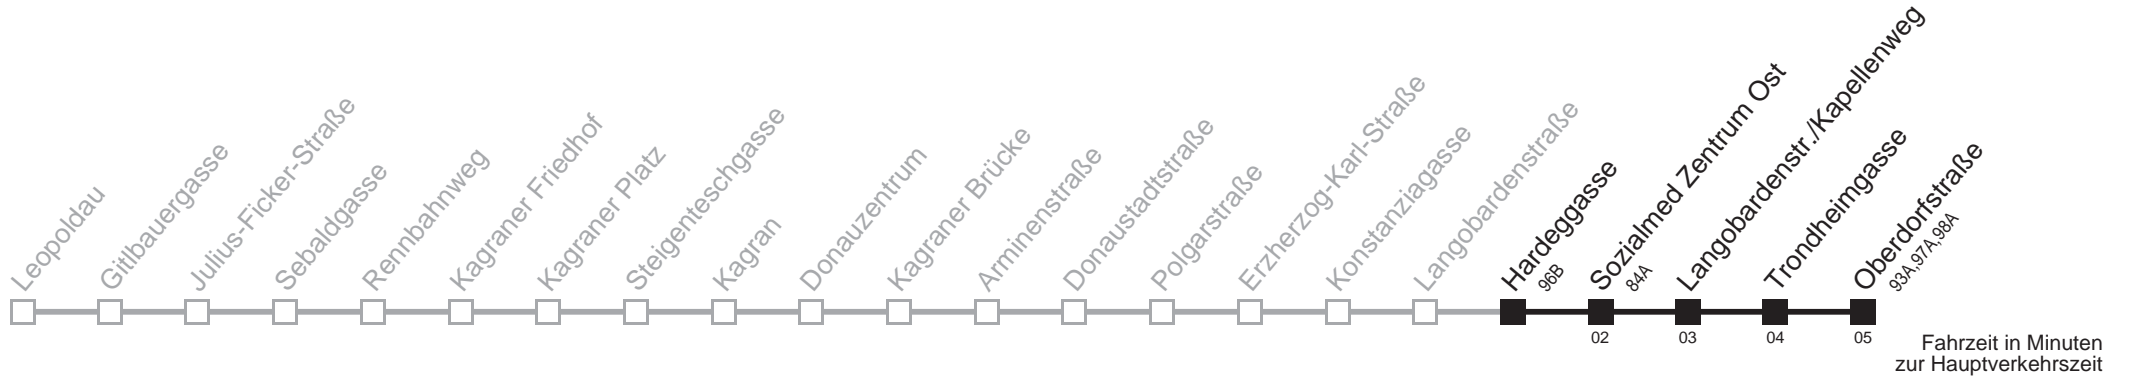 Leopoldau
Gitlbauergasse
Julius-Ficker-Straße
Sebaldgasse
Rennbahnweg
Kagraner Friedhof
Kagraner Platz
Steigenteschgasse
Kagran
Donauzentrum
Kagraner Brücke
Arminenstraße
Donaustadtstraße
Polgarstraße
Erzherzog-Karl-Straße
Konstanziagasse
Langobardenstraße
Hardeggasse
96B
Sozialmed Zentrum Ost
84A
Langobardenstr./Kapellenweg
Trondheimgasse
Oberdorfstraße
93A,97A,98A
02
03
04
05
Fahrzeit in Minuten
zur Hauptverkehrszeit